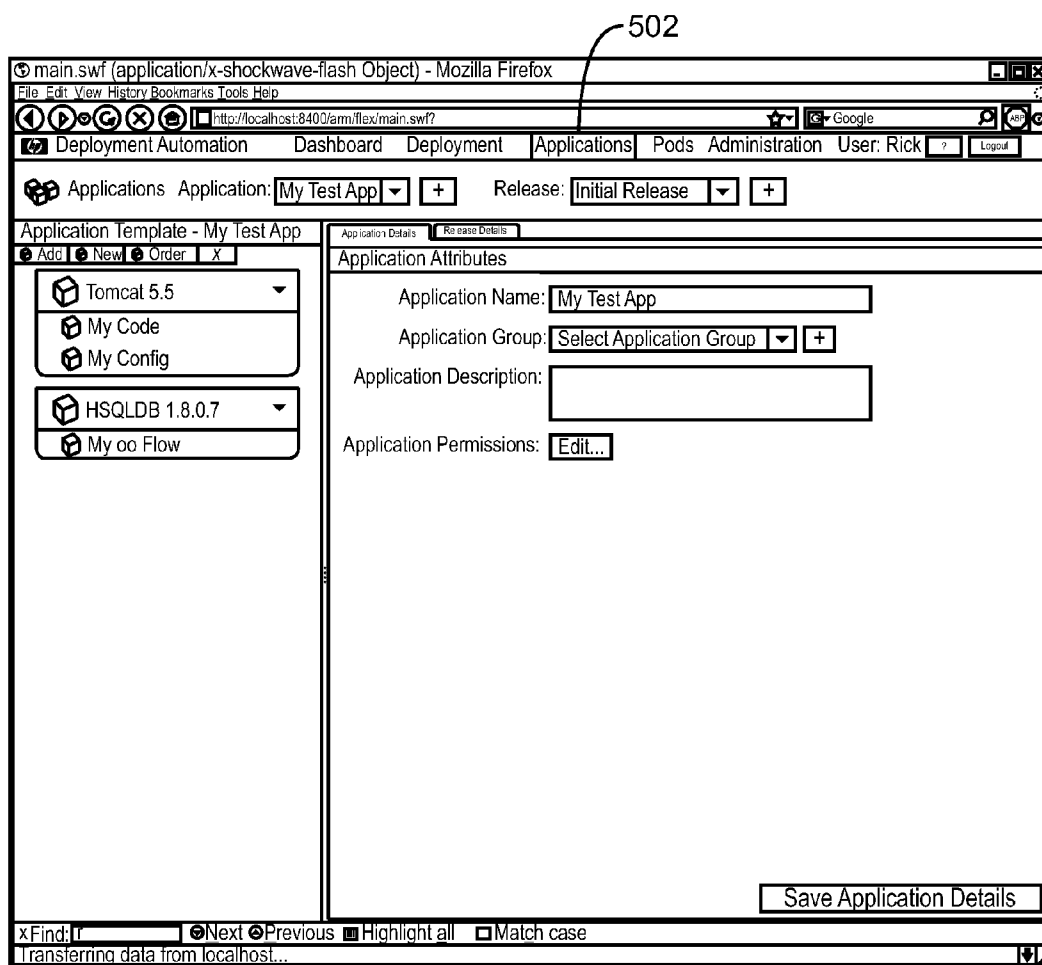 502
main.swf (application/x-shockwave-flash Object) - Mozilla Firefox
File Edit View History Bookmarks Tools Help
http://localhost:8400/arm/flex/main.swf? G Google ABP
hp Deployment Automation Dashboard Deployment Applications Pods Administration User: Rick ? Logout
Applications Application: My Test App + Release: Initial Release +
Application Template - My Test App Application Details Release Details
Add New Order X
Application Attributes
Tomcat 5.5
Application Name: My Test App
My Code
Application Group: Select Application Group +
My Config
Application Description:
HSQLDB 1.8.0.7
My oo Flow
Application Permissions: Edit...
Save Application Details
x Find: r Next Previous Highlight all Match case
Transferring data from localhost...